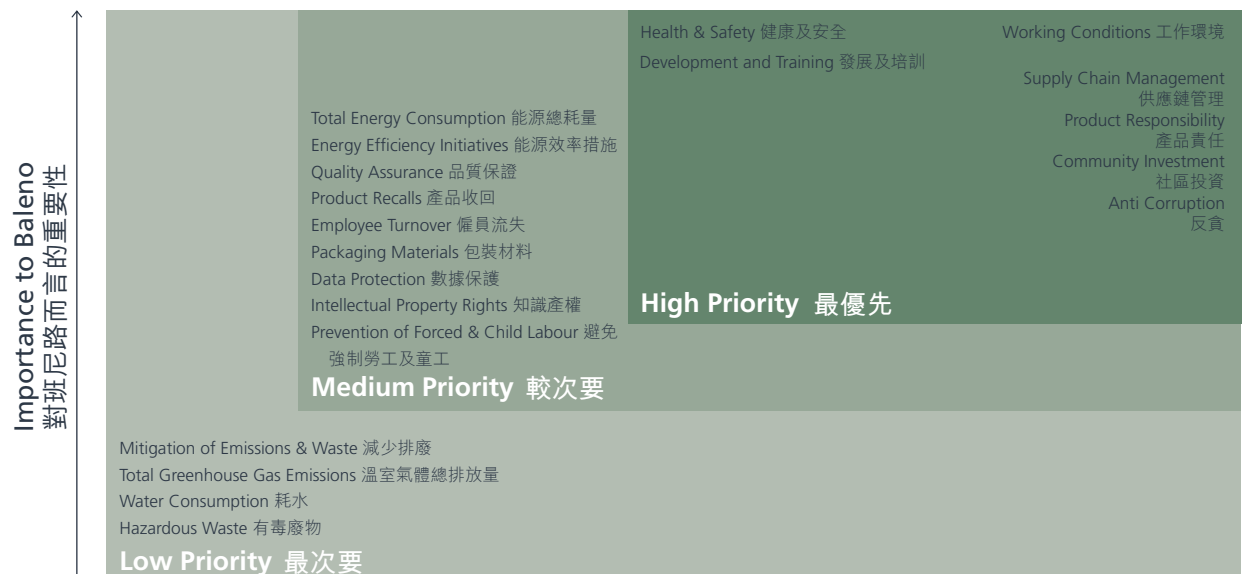 Importance to Baleno
對班尼路而言的重要性
Health & Safety 健康及安全
Development and Training 發展及培訓
Working Conditions 工作環境
Supply Chain Management
供應鏈管理
Product Responsibility
產品責任
Community Investment
社區投資
Anti Corruption
反貪
High Priority 最優先
Total Energy Consumption 能源總耗量
Energy Efficiency Initiatives 能源效率措施
Quality Assurance 品質保證
Product Recalls 產品收回
Employee Turnover 僱員流失
Packaging Materials 包裝材料
Data Protection 數據保護
Intellectual Property Rights 知識產權
Prevention of Forced & Child Labour 避免
強制勞工及童工
Medium Priority 較次要
Mitigation of Emissions & Waste 減少排廢
Total Greenhouse Gas Emissions 溫室氣體總排放量
Water Consumption 耗水
Hazardous Waste 有毒廢物
Low Priority 最次要